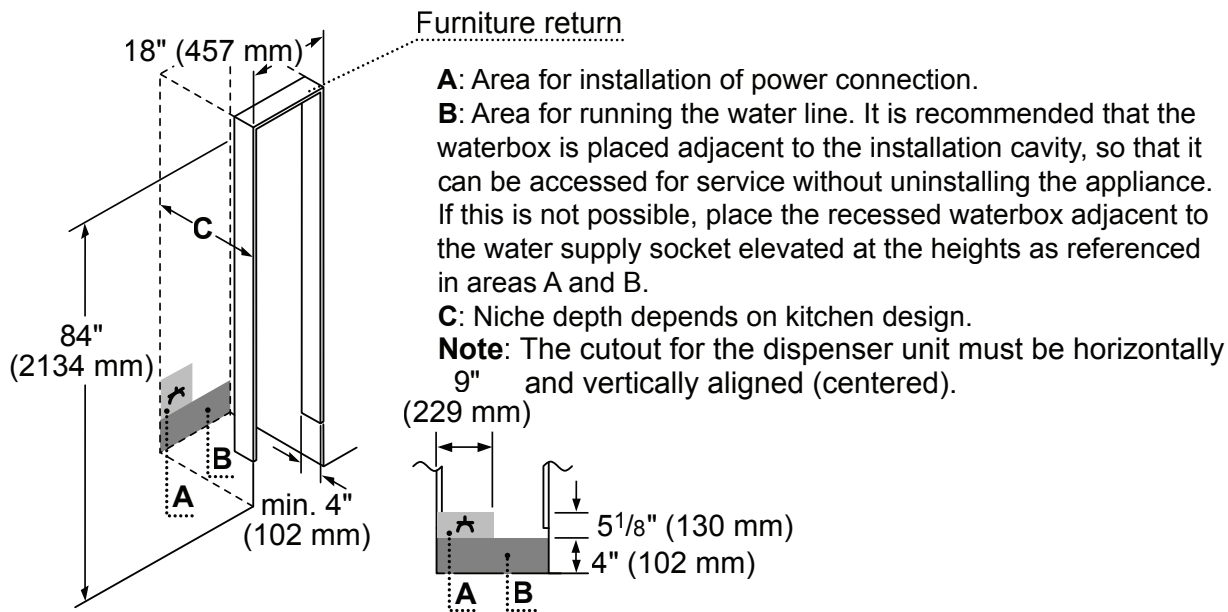 Furniture return
18" (457 mm)
A: Area for installation of power connection.
B: Area for running the water line. It is recommended that the
waterbox is placed adjacent to the installation cavity, so that it
can be accessed for service without uninstalling the appliance.
If this is not possible, place the recessed waterbox adjacent to
the water supply socket elevated at the heights as referenced
in areas A and B.
C: Niche depth depends on kitchen design.
Note: The cutout for the dispenser unit must be horizontally
and vertically aligned (centered).
C
84"
(2134 mm)
B
A
min. 4"
(102 mm)
9"
(229 mm)
5 1/8" (130 mm)
4" (102 mm)
A
B